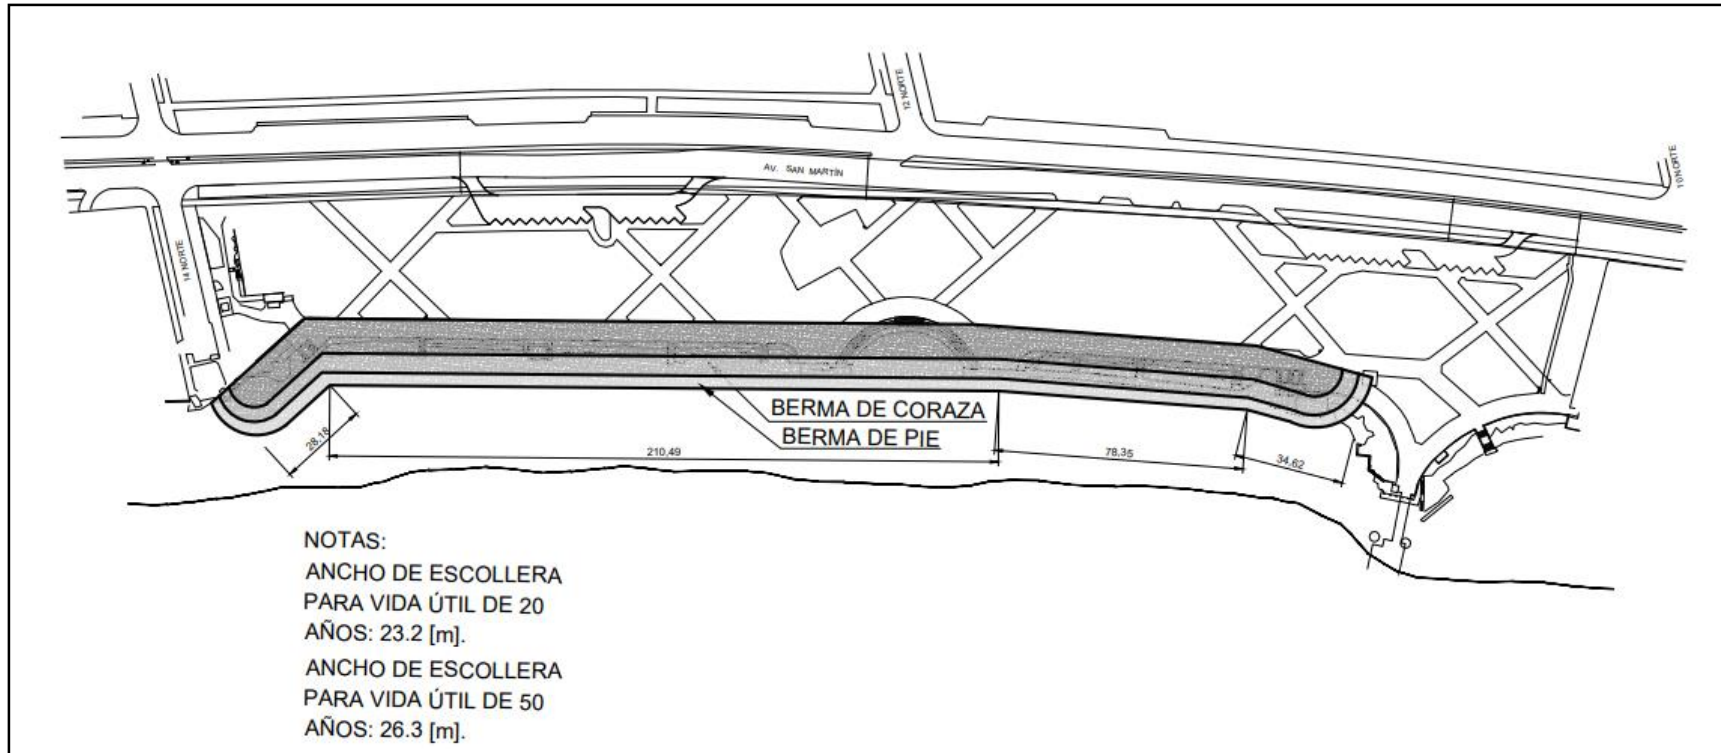 12 NORTE
10 NORTE
AV. SAN MARTÍN
14 NORTE
BERMA DE CORAZA
BERMA DE PIE
28,18
210,49
78,35
34,62
NOTAS:
ANCHO DE ESCOLLERA
PARA VIDA ÚTIL DE 20
AÑOS: 23.2 [m].
ANCHO DE ESCOLLERA
PARA VIDA ÚTIL DE 50
AÑOS: 26.3 [m].